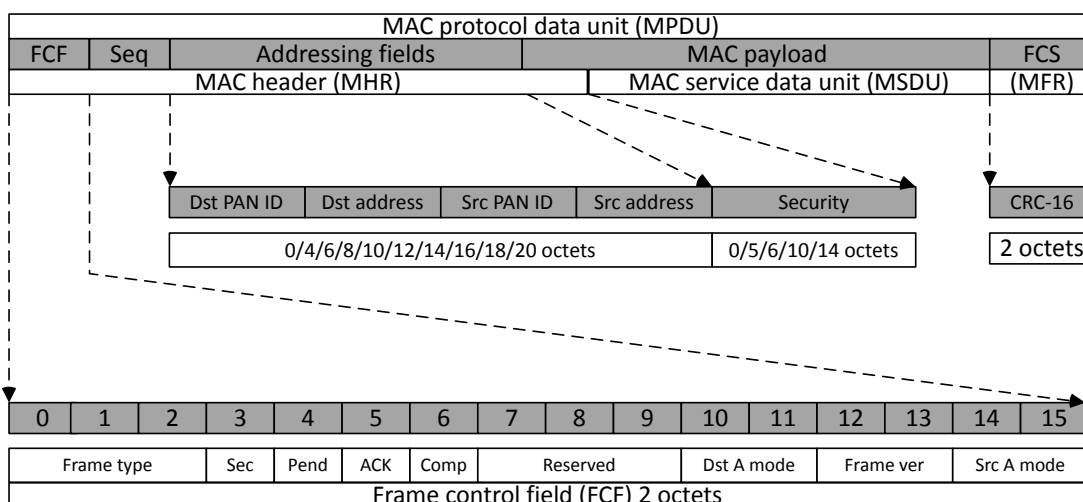 MAC protocol data unit (MPDU)
FCF Seq Addressing fields MAC payload FCS
MAC header (MHR) MAC service data unit (MSDU) (MFR)
Dst PAN ID Dst address Src PAN ID Src address Security CRC-16
0/4/6/8/10/12/14/16/18/20 octets 0/5/6/10/14 octets 2 octets
0 1 2 3 4 5 6 7 8 9 10 11 12 13 14 15
Frame type Sec Pend ACK Comp Reserved Dst A mode Frame ver Src A mode
Frame control field (FCF) 2 octets